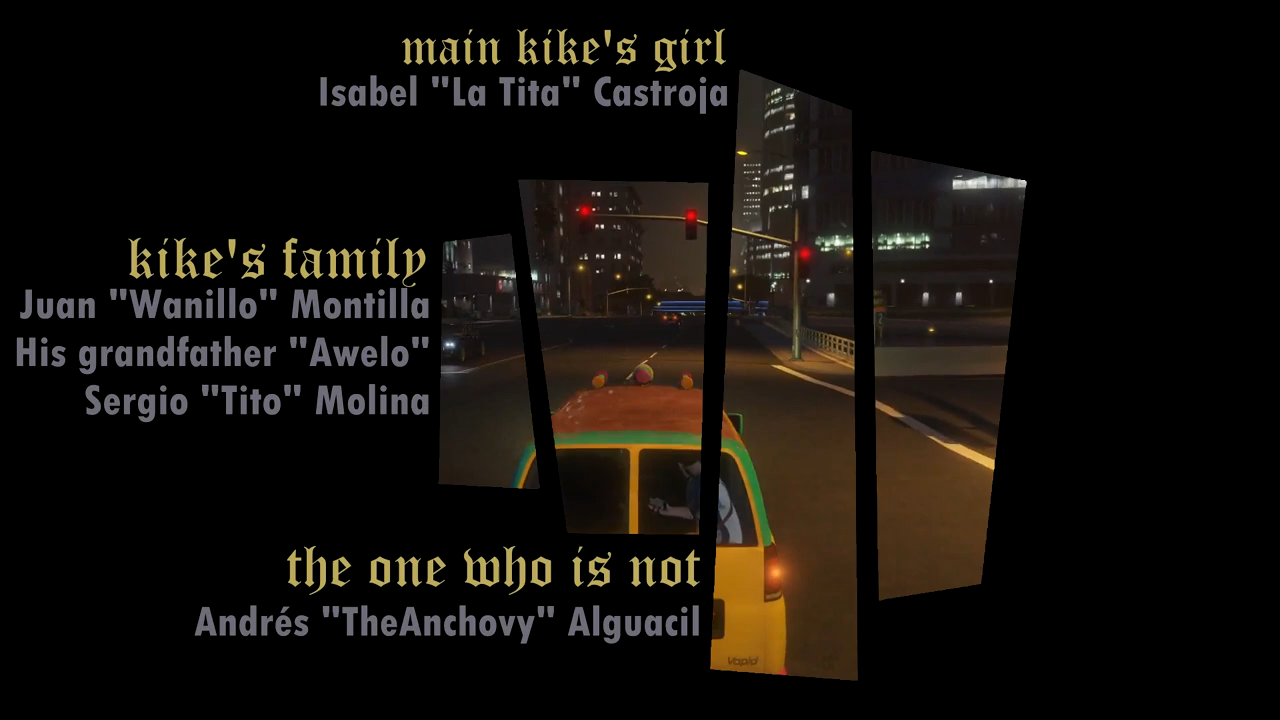 main kike's girl
Isabel "La Tita" Castroja
kike's family
Juan "Wanillo" Montilla
His grandfather "Awelo"
Sergio "Tito" Molina
the one who is not
Andrés "TheAnchovy" Alguacil
Vapid